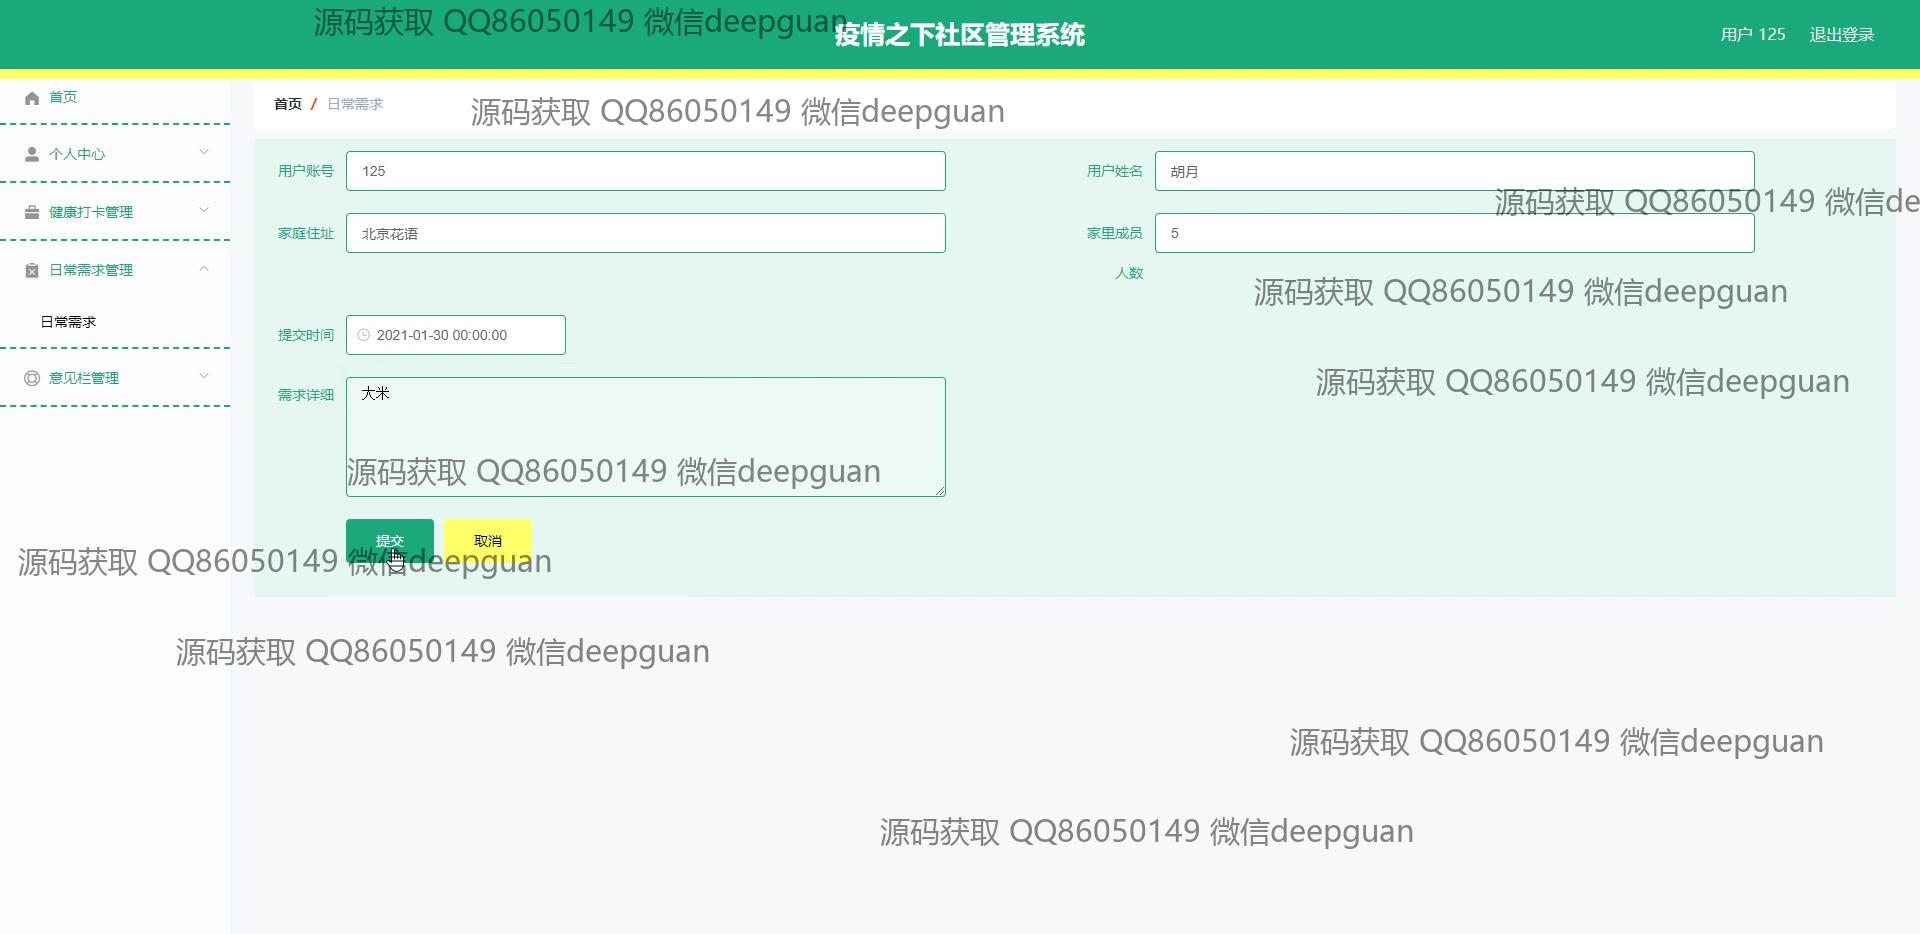 源码获取 QQ86050149 微信deepguan
疫情之下社区管理系统
用户 125
退出登录
首页
个人中心
健康打卡管理
日常需求管理
日常需求
意见栏管理
首页 / 日常需求
源码获取 QQ86050149 微信deepguan
用户账号
125
用户姓名
胡月
源码获取 QQ86050149 微信de
家庭住址
北京花语
家里成员
人数
5
源码获取 QQ86050149 微信deepguan
提交时间
2021-01-30 00:00:00
源码获取 QQ86050149 微信deepguan
需求详细
大米
源码获取 QQ86050149 微信deepguan
提交
取消
源码获取 QQ86050149 微信deepguan
源码获取 QQ86050149 微信deepguan
源码获取 QQ86050149 微信deepguan
源码获取 QQ86050149 微信deepguan